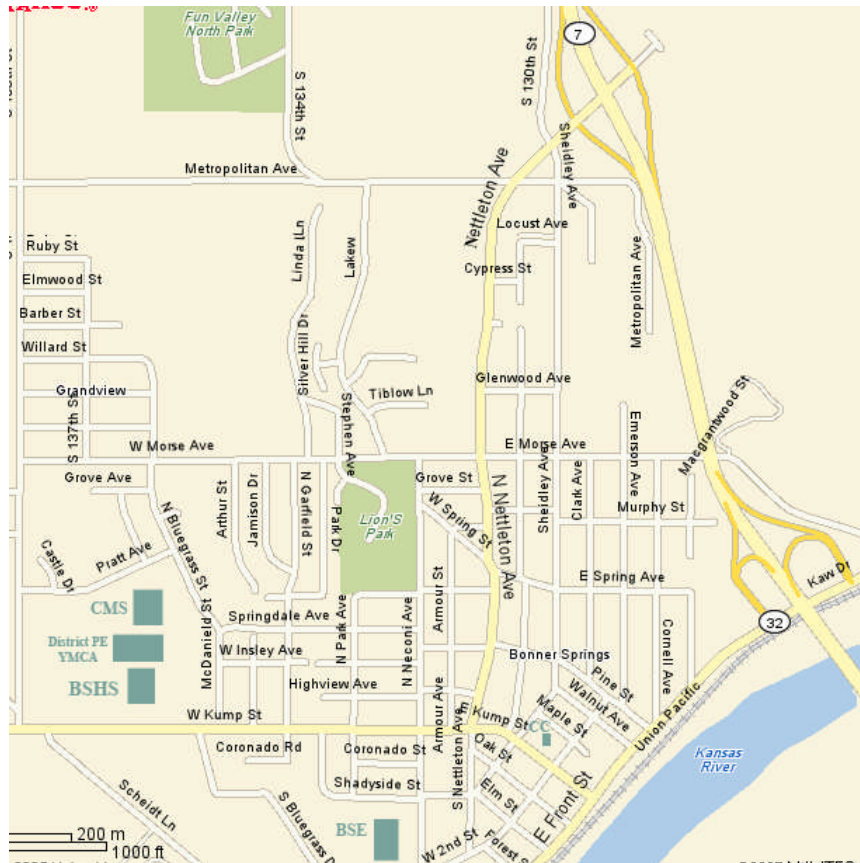 Fun Valley
North Park
7
S 134th St
S 130th St
Sheidley Ave
Metropolitan Ave
Nettleton Ave
Locust Ave
Ruby St
Linda lLn
Lakew
Cypress St
Metropolitan Ave
Elmwood St
Barber St
Silver Hill Dr
Willard St
Glenwood Ave
Grandview
Tiblow Ln
S 137th St
Stephen Ave
Emerson Ave
Macgrantwood St
W Morse Ave
E Morse Ave
Grove Ave
Grove St
N Garfield St
Sheidley Ave
Clark Ave
Arthur St
Jamison Dr
W Spring St
N Nettleton Ave
Murphy St
N Bluegrass St
Park Dr
Lion'S
Park
Pratt Ave
Castle Dr
E Spring Ave
Kaw Dr
CMS
Armour St
Springdale Ave
32
District PE
YMCA
McDanield St
W Insley Ave
N Park Ave
N Neconi Ave
Bonner Springs
Cornell Ave
BSHS
Highview Ave
Pine St
Walnut Ave
Union Pacific
W Kump St
Armour Ave
E
Kump St
Maple St
CC
Coronado Rd
Coronado St
S Nettleton Ave
Oak St
Kansas
River
Shadyside St
Elm St
E Front St
Scheidt Ln
S Bluegrass D
BSE
W 2nd St
Forest S
200 m
1000 ft